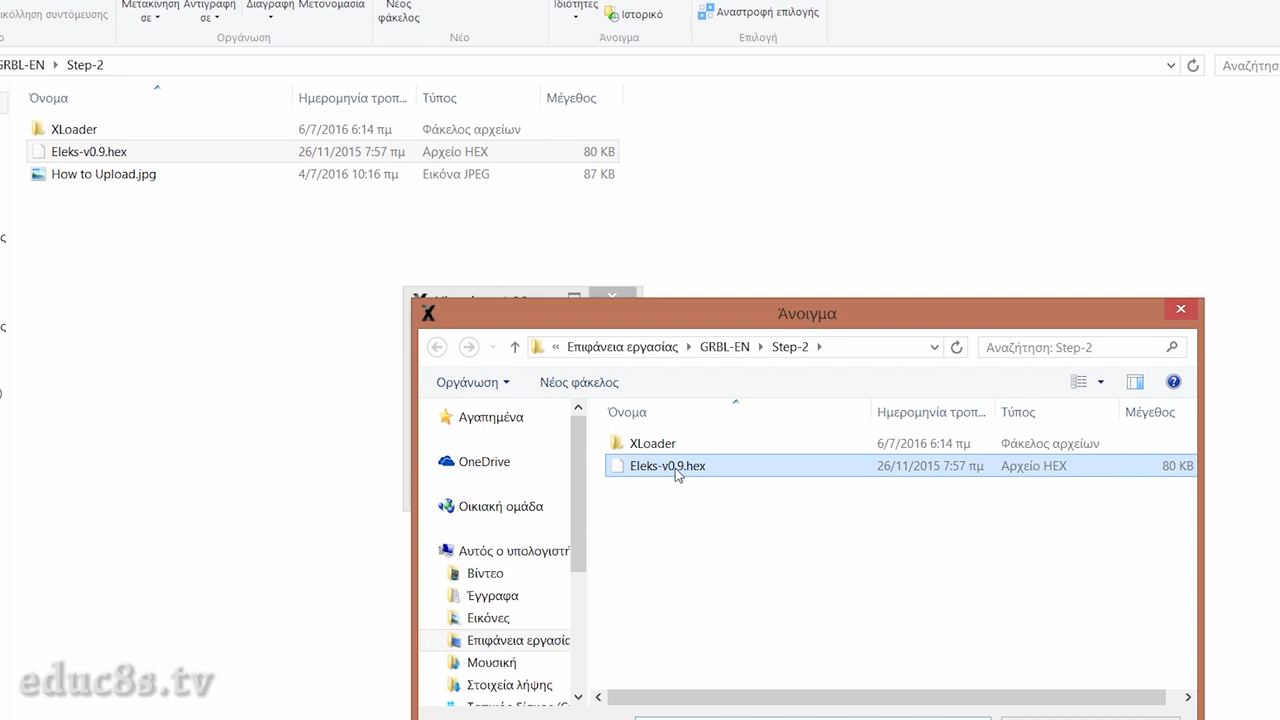 ικόλληση συντόμευσης
Μετακίνηση Αντιγραφή Διαγραφή Μετονομασία
σε σε
Νέος
φάκελος
Ιδιότητες
Ιστορικό
Αναστροφή επιλογής
Οργάνωση Νέο Άνοιγμα Επιλογή
GRBL-EN Step-2
Αναζήτησ
Όνομα Ημερομηνία τροπ... Τύπος Μέγεθος
XLoader 6/7/2016 6:14 πμ Φάκελος αρχείων
Eleks-v0.9.hex 26/11/2015 7:57 πμ Αρχείο HEX 80 KB
How to Upload.jpg 4/7/2016 10:16 πμ Εικόνα JPEG 87 KB
Άνοιγμα
« Επιφάνεια εργασίας GRBL-EN Step-2
Αναζήτηση: Step-2
Οργάνωση Νέος φάκελος
Όνομα Ημερομηνία τροπ... Τύπος Μέγεθος
XLoader 6/7/2016 6:14 πμ Φάκελος αρχείων
Eleks-v0.9.hex 26/11/2015 7:57 πμ Αρχείο HEX 80 KB
Αγαπημένα
OneDrive
Οικιακή ομάδα
Αυτός ο υπολογιστή
Βίντεο
Έγγραφα
Εικόνες
Επιφάνεια εργασίας
Μουσική
Στοιχεία λήψης
educ8s.tv